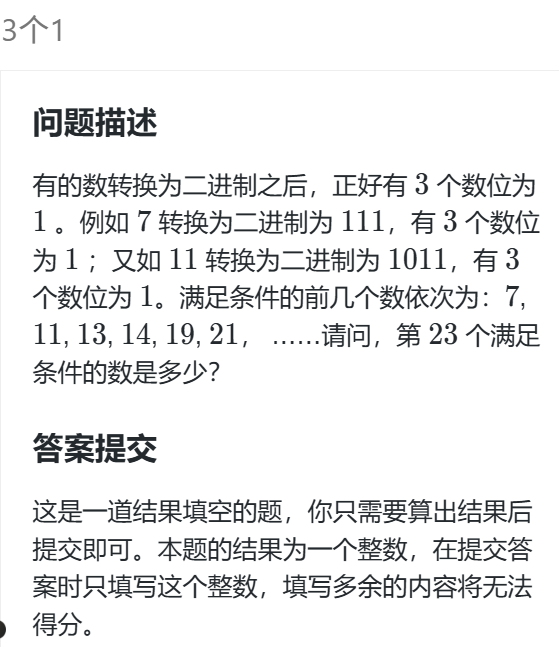 3个1
问题描述
有的数转换为二进制之后，正好有 3 个数位为
1 。例如 7 转换为二进制为 111，有 3 个数位
为 1 ；又如 11 转换为二进制为 1011，有 3
个数位为 1。满足条件的前几个数依次为：7,
11, 13, 14, 19, 21， ……请问，第 23 个满足
条件的数是多少？
答案提交
这是一道结果填空的题，你只需要算出结果后
提交即可。本题的结果为一个整数，在提交答
案时只填写这个整数，填写多余的内容将无法
得分。